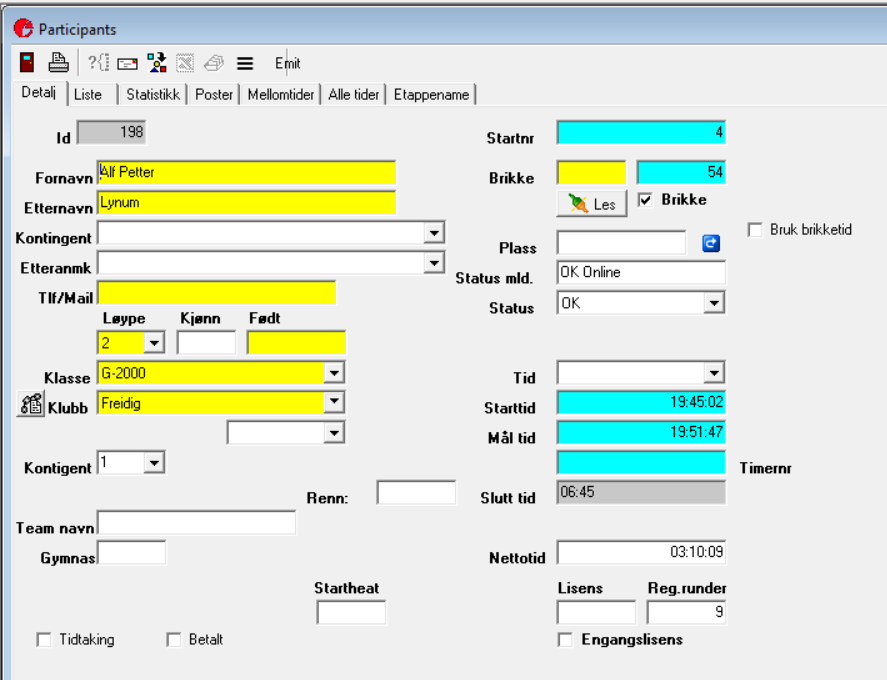 Participants
?{} Emit
Detalj Liste Statistikk Poster Mellomtider Alle tider Etappename
Id 198 Startnr 4
Fornavn Alf Petter Brikke 54
Etternavn Lynum Les Brikke
Kontingent Plass Bruk brikketid
Etteranmk Status mld. OK Online
Tlf/Mail Status OK
Løype Kjønn Født
2
Klasse G-2000 Tid
Klubb Freidig Starttid 19:45:02
Mål tid 19:51:47
Kontigent 1 Timernr
Renn: Slutt tid 06:45
Team navn
Gymnas Nettotid 03:10:09
Startheat Lisens Reg.runder
9
Tidtaking Betalt Engangslisens